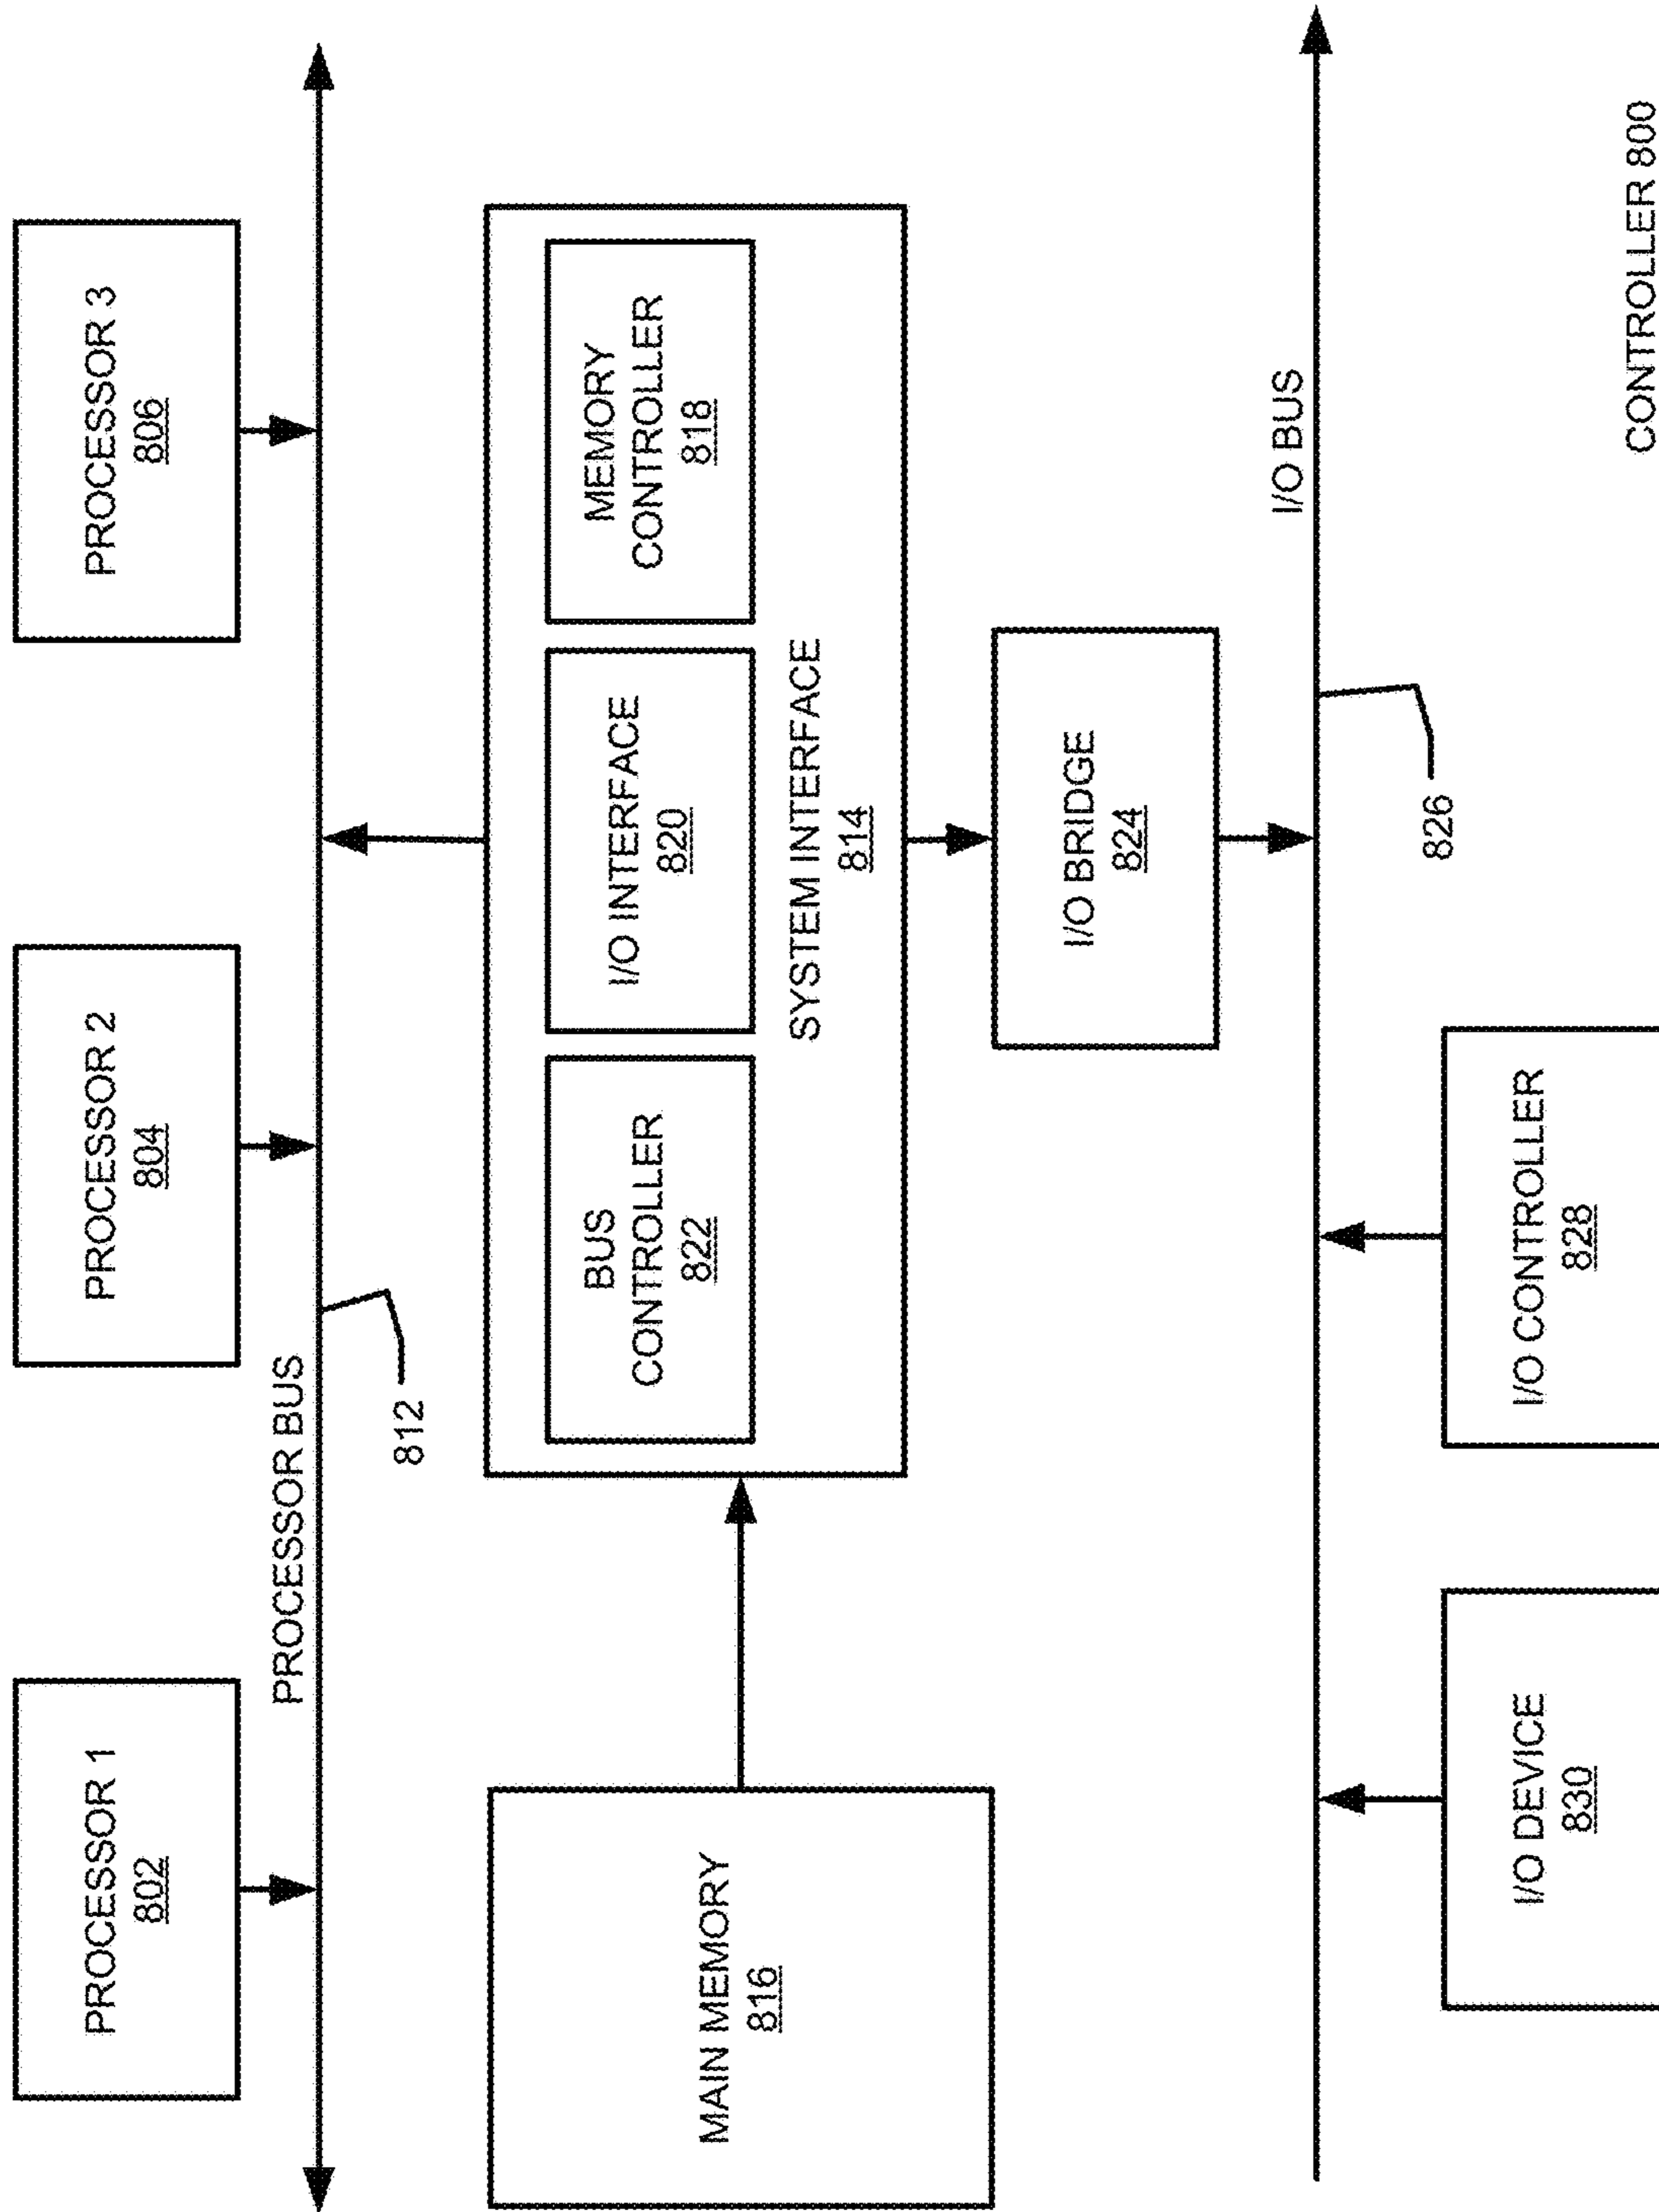 PROCESSOR 1
802
PROCESSOR 2
804
PROCESSOR 3
806
PROCESSOR BUS
812
MAIN MEMORY
816
BUS
CONTROLLER
822
I/O INTERFACE
820
MEMORY
CONTROLLER
818
SYSTEM INTERFACE
814
I/O BRIDGE
824
I/O BUS
826
I/O DEVICE
830
I/O CONTROLLER
828
CONTROLLER 800